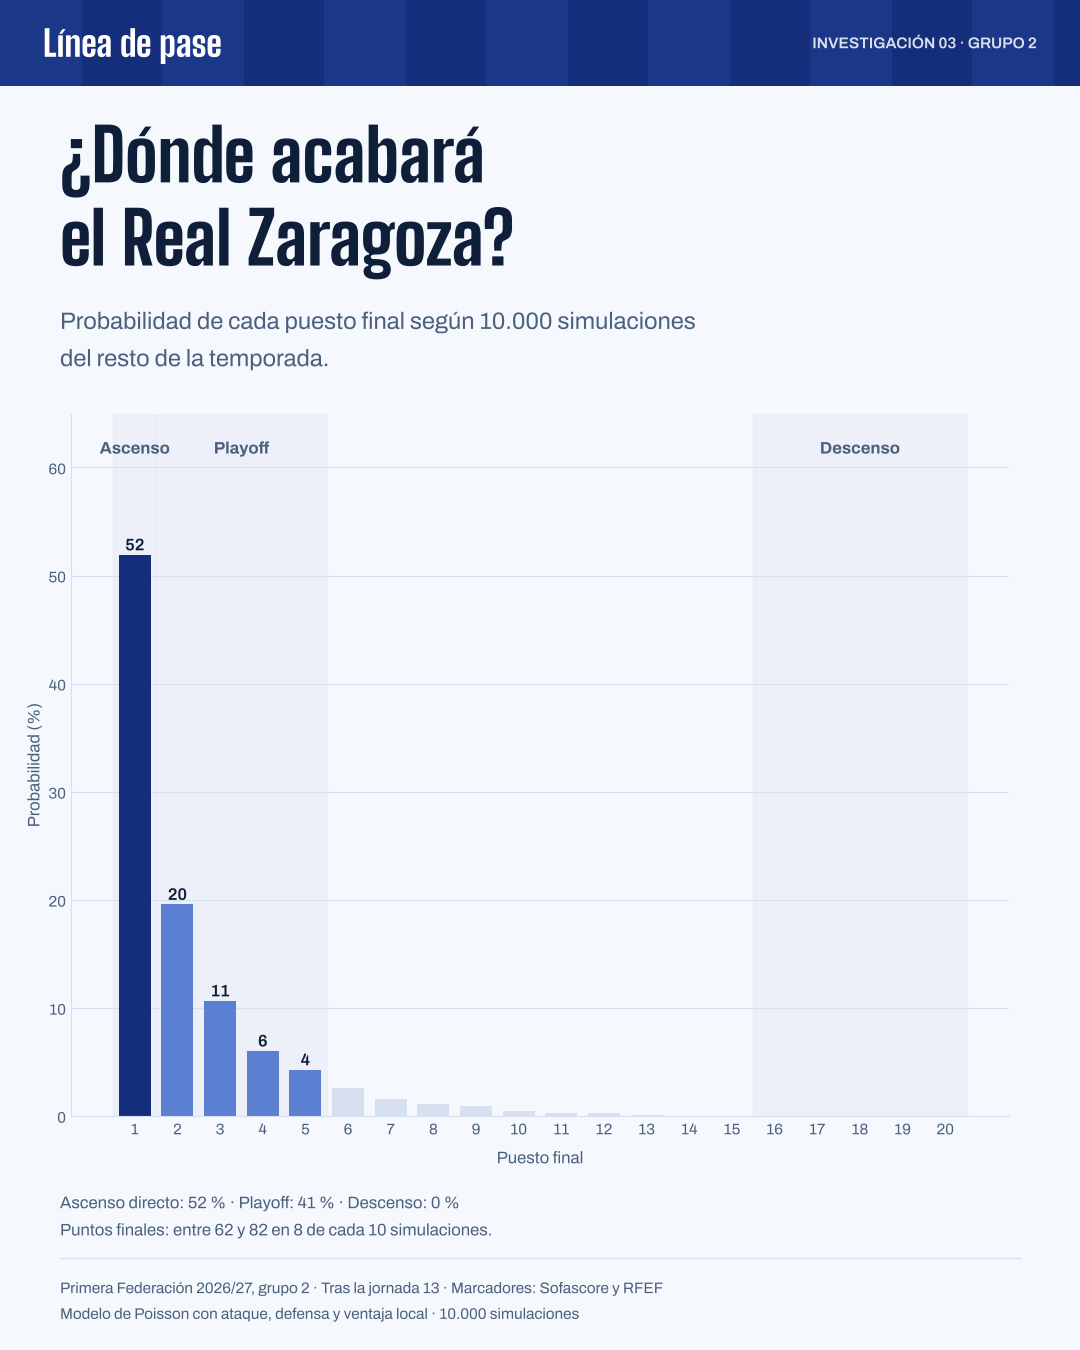 Línea de pase
INVESTIGACIÓN 03 · GRUPO 2
¿Dónde acabará
el Real Zaragoza?
Probabilidad de cada puesto final según 10.000 simulaciones
del resto de la temporada.
Ascenso
Playoff
Descenso
60
50
40
30
20
10
0
Probabilidad (%)
52
20
11
6
4
1 2 3 4 5 6 7 8 9 10 11 12 13 14 15 16 17 18 19 20
Puesto final
Ascenso directo: 52 % · Playoff: 41 % · Descenso: 0 %
Puntos finales: entre 62 y 82 en 8 de cada 10 simulaciones.
Primera Federación 2026/27, grupo 2 · Tras la jornada 13 · Marcadores: Sofascore y RFEF
Modelo de Poisson con ataque, defensa y ventaja local · 10.000 simulaciones